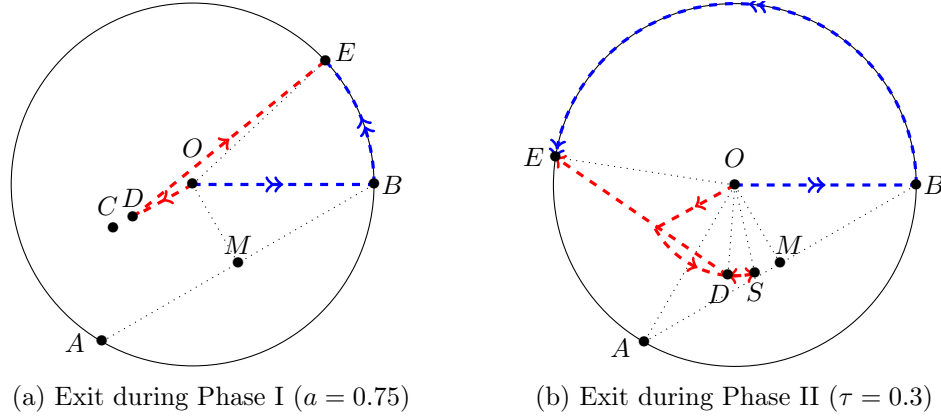 E
O
C
D
B
M
A
(a) Exit during Phase I (a = 0.75)
E
O
B
M
D
S
A
(b) Exit during Phase II (τ = 0.3)